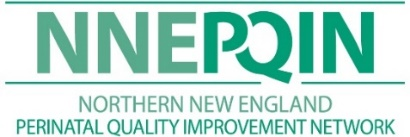 NNEPQIN
NORTHERN NEW ENGLAND
PERINATAL QUALITY IMPROVEMENT NETWORK